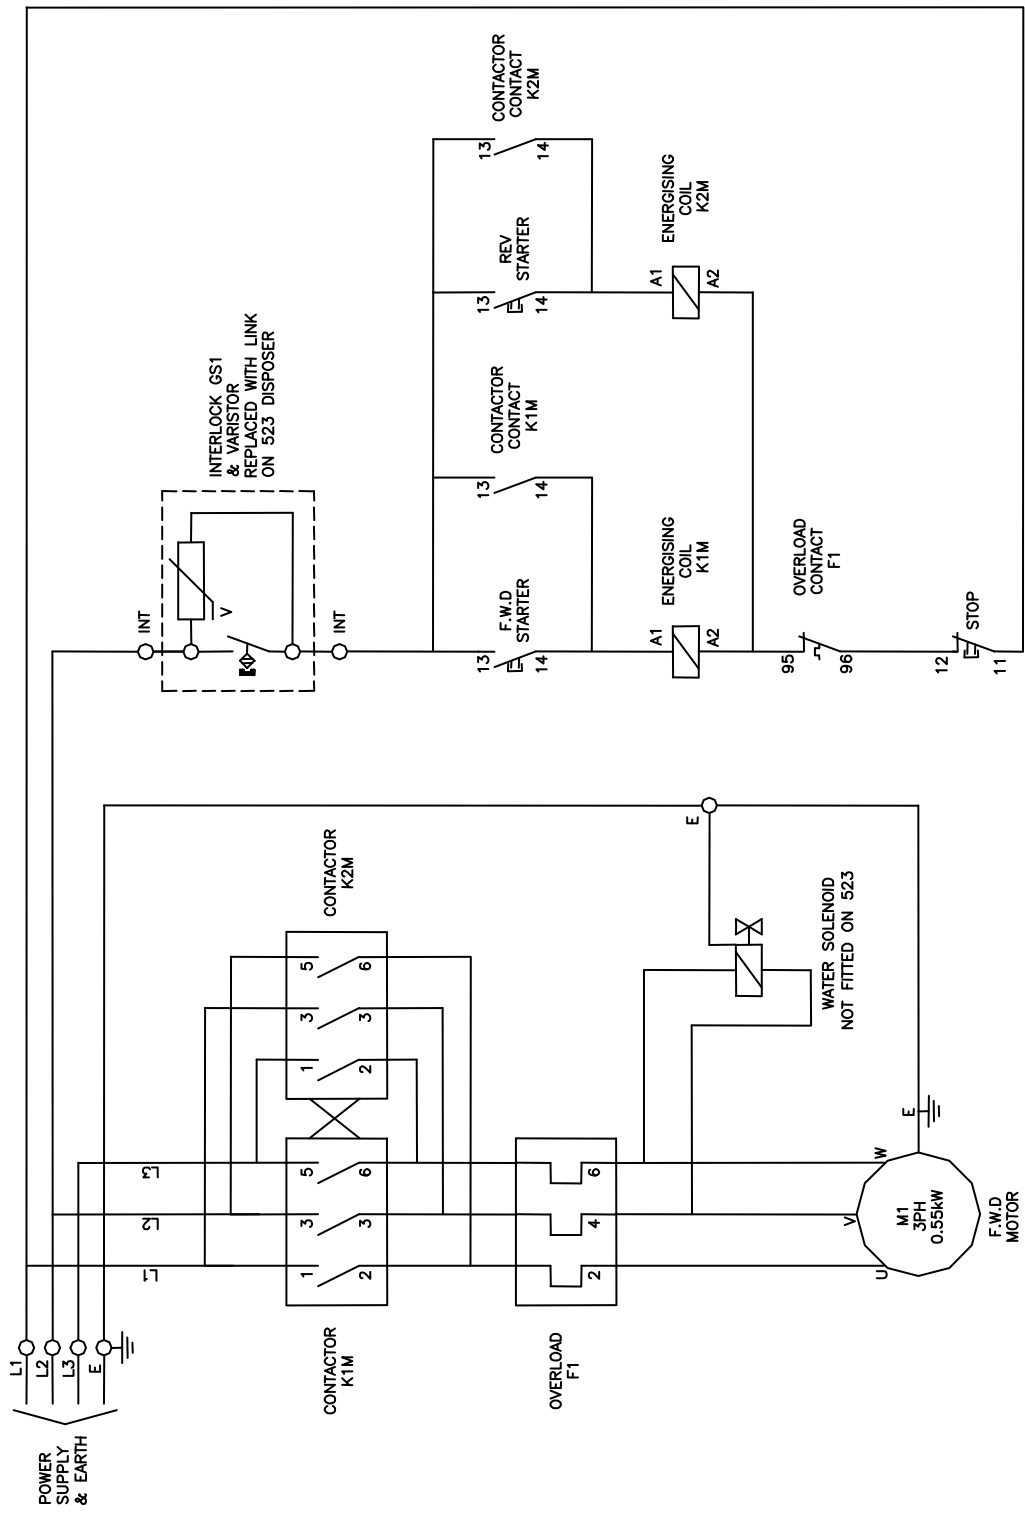 POWER
SUPPLY
& EARTH
L1
L2
L3
E
L1
L2
L3
CONTACTOR
K1M
1
3
5
2
3
6
CONTACTOR
K2M
1
3
5
2
3
6
OVERLOAD
F1
2
4
6
WATER SOLENOID
NOT FITTED ON 523
E
E
U
V
W
M1
3PH
0.55kW
F.W.D
MOTOR
INT
V
INT
INTERLOCK GS1
& VARISTOR
REPLACED WITH LINK
ON 523 DISPOSER
F.W.D
STARTER
13
14
CONTACTOR
CONTACT
K1M
13
14
REV
STARTER
13
14
CONTACTOR
CONTACT
K2M
13
14
ENERGISING
COIL
K1M
A1
A2
ENERGISING
COIL
K2M
A1
A2
OVERLOAD
CONTACT
F1
95
96
STOP
12
11